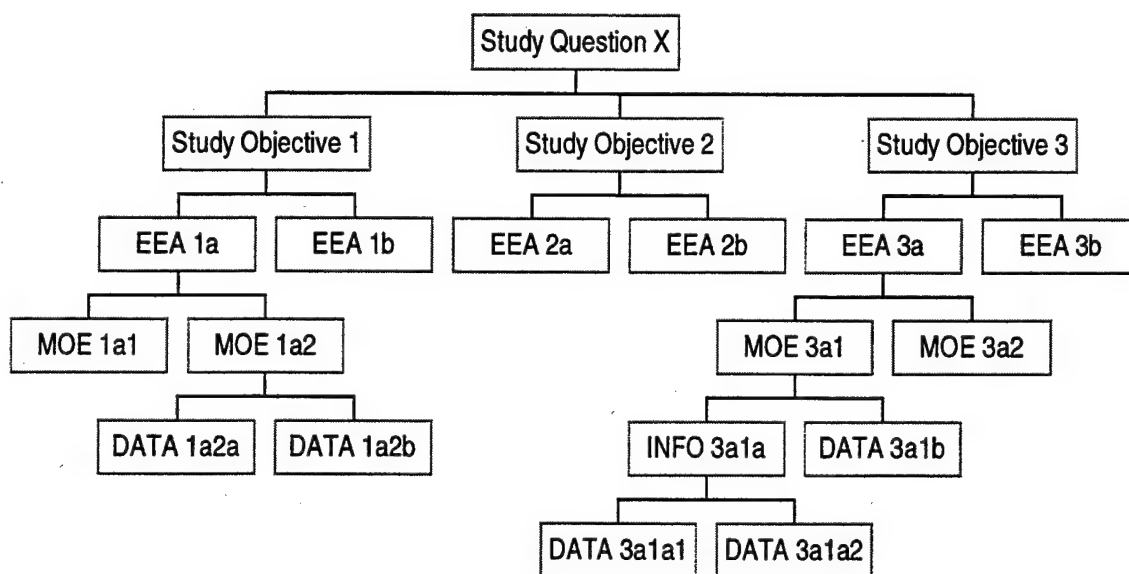 Study Question X
Study Objective 1
Study Objective 2
Study Objective 3
EEA 1a
EEA 1b
EEA 2a
EEA 2b
EEA 3a
EEA 3b
MOE 1a1
MOE 1a2
MOE 3a1
MOE 3a2
DATA 1a2a
DATA 1a2b
INFO 3a1a
DATA 3a1b
DATA 3a1a1
DATA 3a1a2